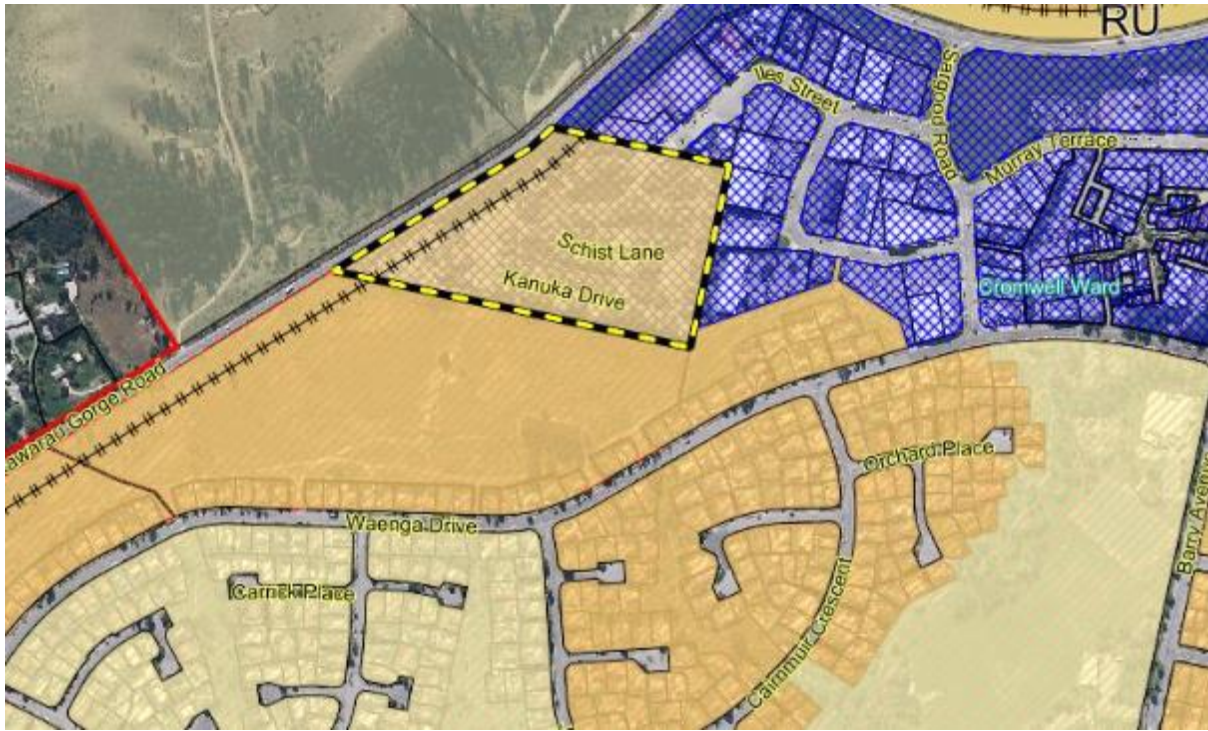 RU
Iles Street
Sargood Road
Murray Terrace
Schist Lane
Kanuka Drive
Cromwell Ward
awarau Gorge Road
Orchard Place
Waenga Drive
Barry Avenue
Carrick Place
Cairnmuir Crescent